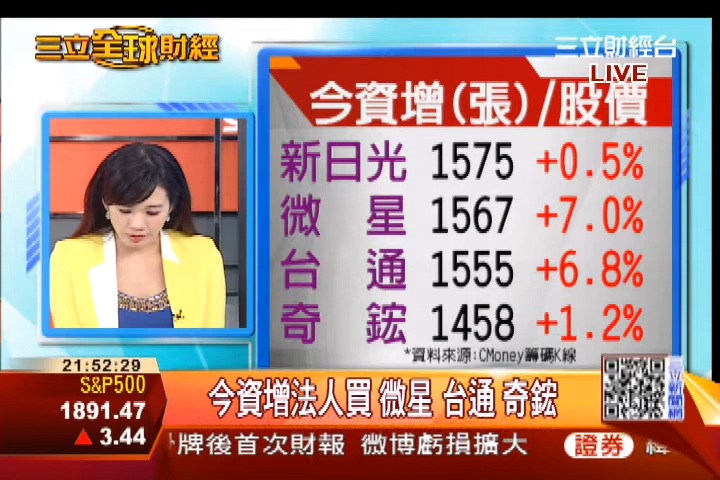 三立全球財經
三立財經台
LIVE
今資增(張)/股價
新日光 1575 +0.5%
微星 1567 +7.0%
台通 1555 +6.8%
奇鋐 1458 +1.2%
*資料來源:CMoney籌碼K線
21:52:29
S&P500
1891.47
▲ 3.44
今資增法人買 微星 台通 奇鋐
掛牌後首次財報 微博虧損擴大
證券